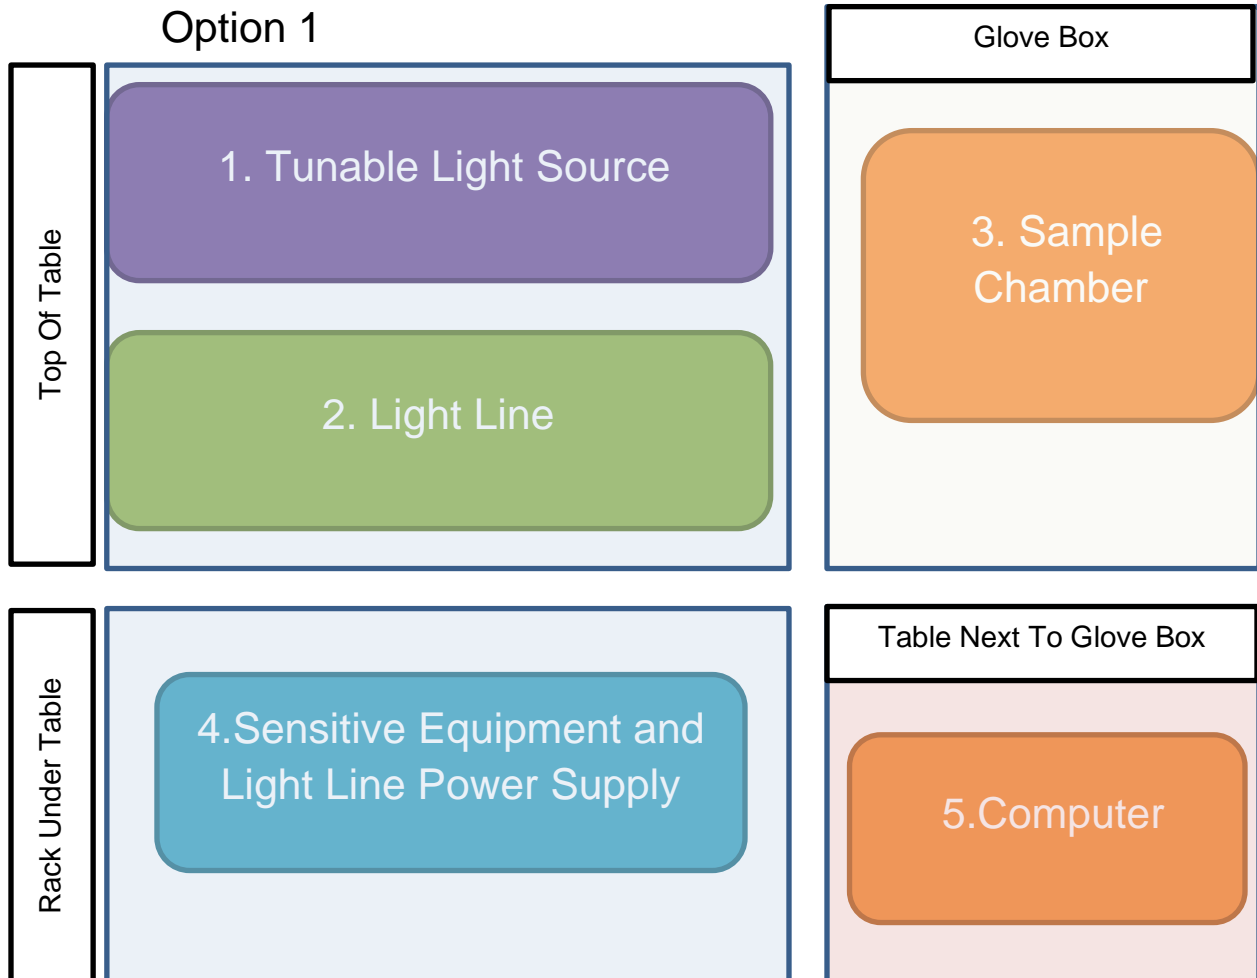 Option 1
Top Of Table
1. Tunable Light Source
2. Light Line
Glove Box
3. Sample
Chamber
Rack Under Table
4.Sensitive Equipment and
Light Line Power Supply
Table Next To Glove Box
5.Computer